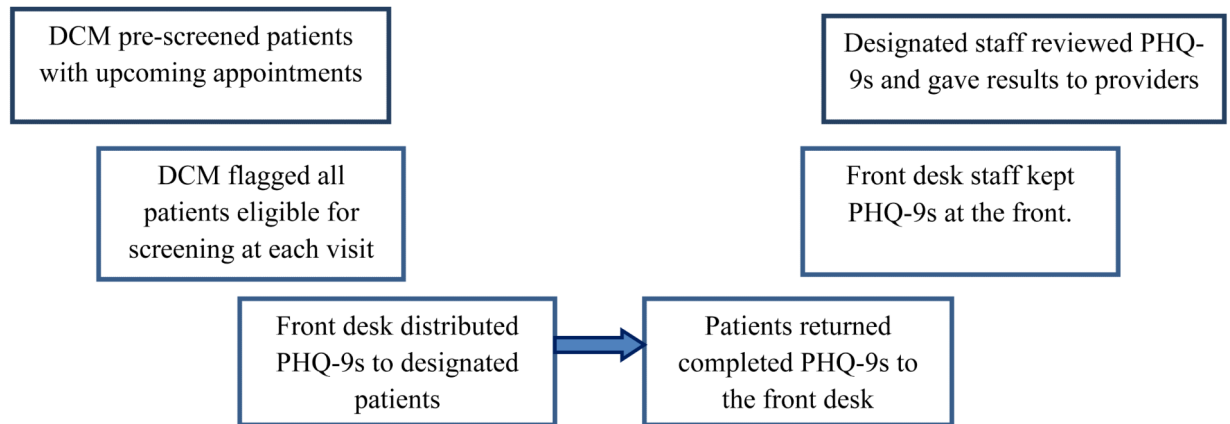 DCM pre-screened patients
with upcoming appointments
DCM flagged all
patients eligible for
screening at each visit
Front desk distributed
PHQ-9s to designated
patients
Patients returned
completed PHQ-9s to
the front desk
Front desk staff kept
PHQ-9s at the front.
Designated staff reviewed PHQ-
9s and gave results to providers